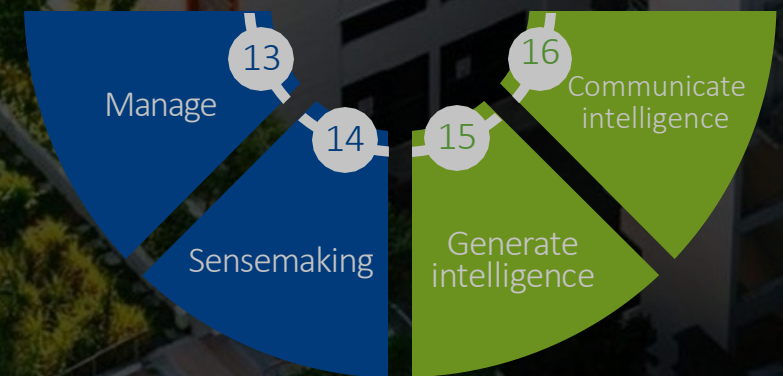 13
Manage
14
Sensemaking
15
Generate
intelligence
16
Communicate
intelligence